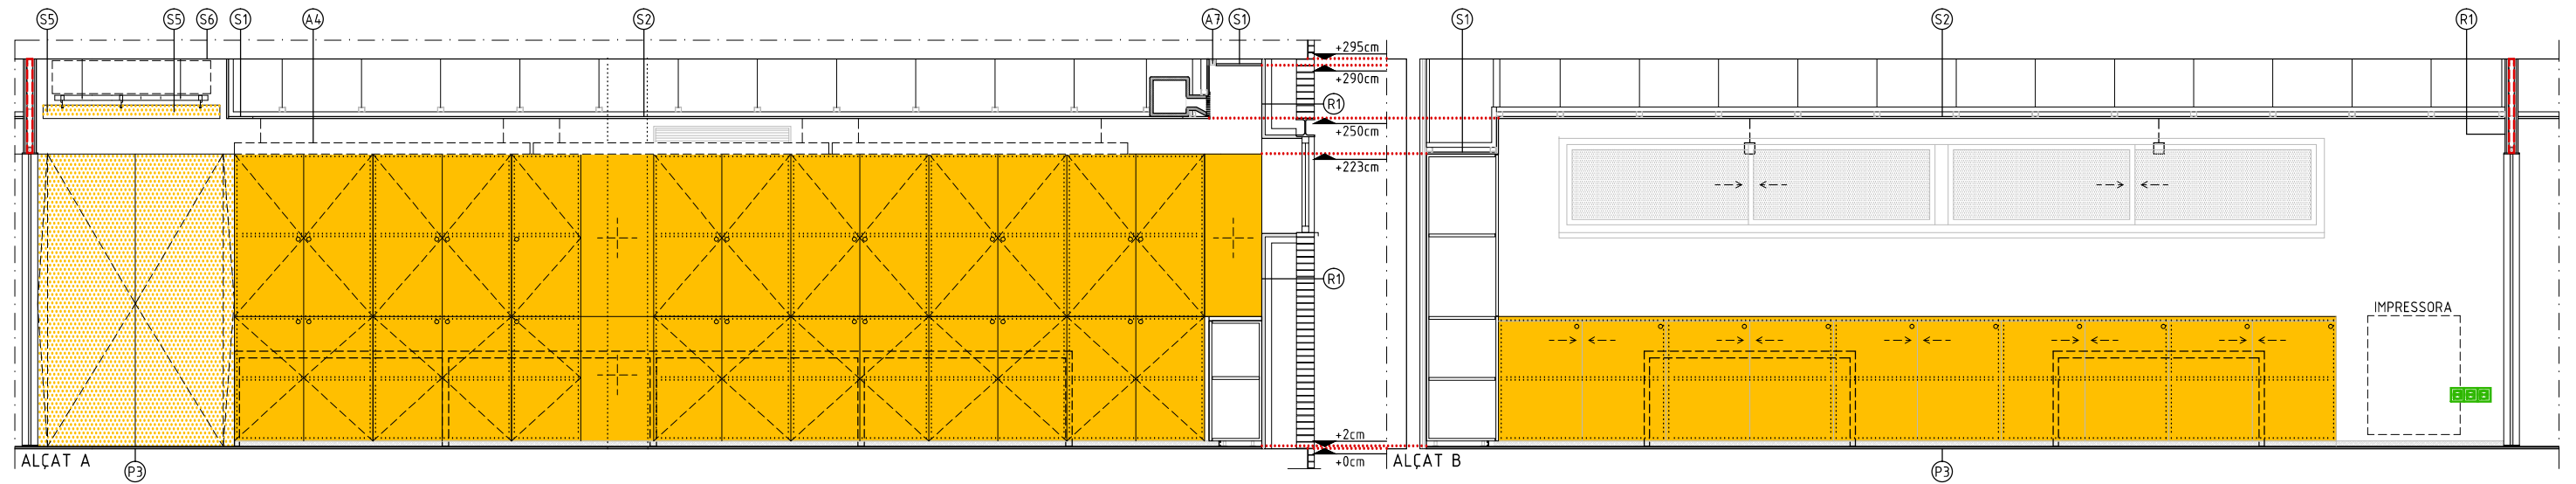 S5 S5 S6 S1 A4 S2 A7 S1 S1 S2 R1
+295cm
+290cm
R1
+250cm
+223cm
R1
IMPRESSORA
+2cm
+0cm
ALÇAT A
ALÇAT B
P3
P3